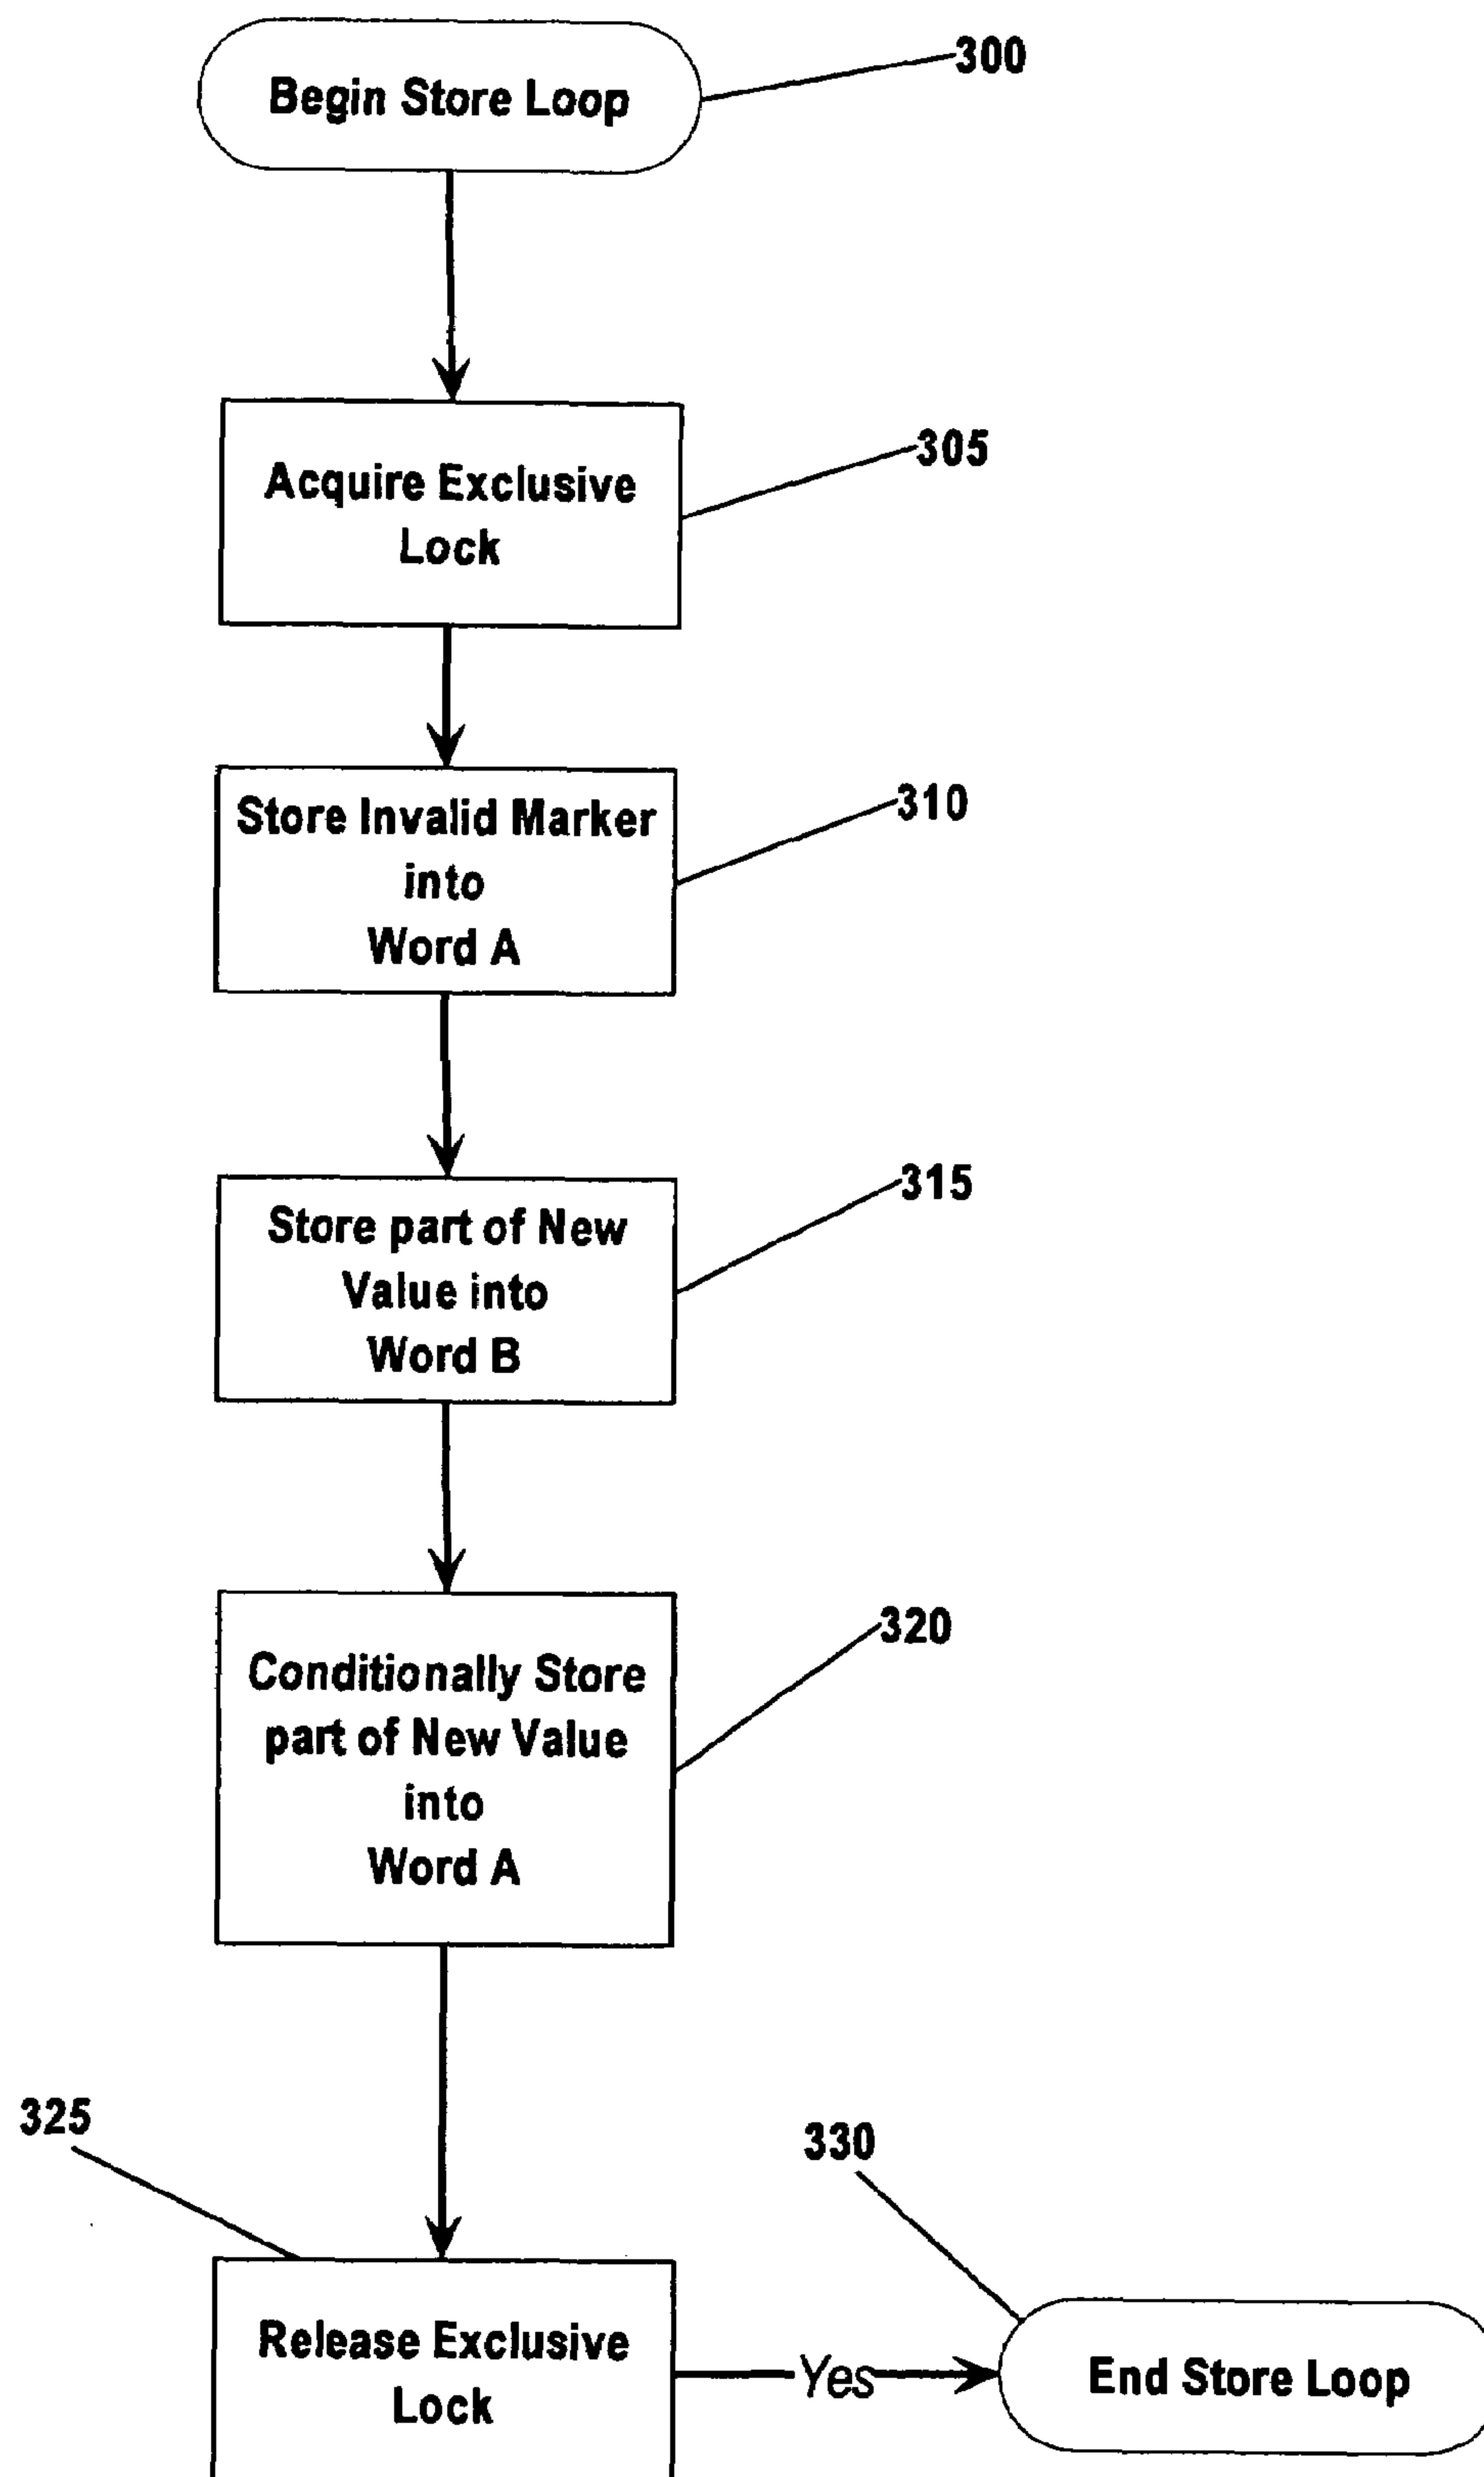 300
Begin Store Loop
305
Acquire Exclusive
Lock
310
Store Invalid Marker
into
Word A
315
Store part of New
Value into
Word B
320
Conditionally Store
part of New Value
into
Word A
325
330
Release Exclusive
Lock
Yes
End Store Loop